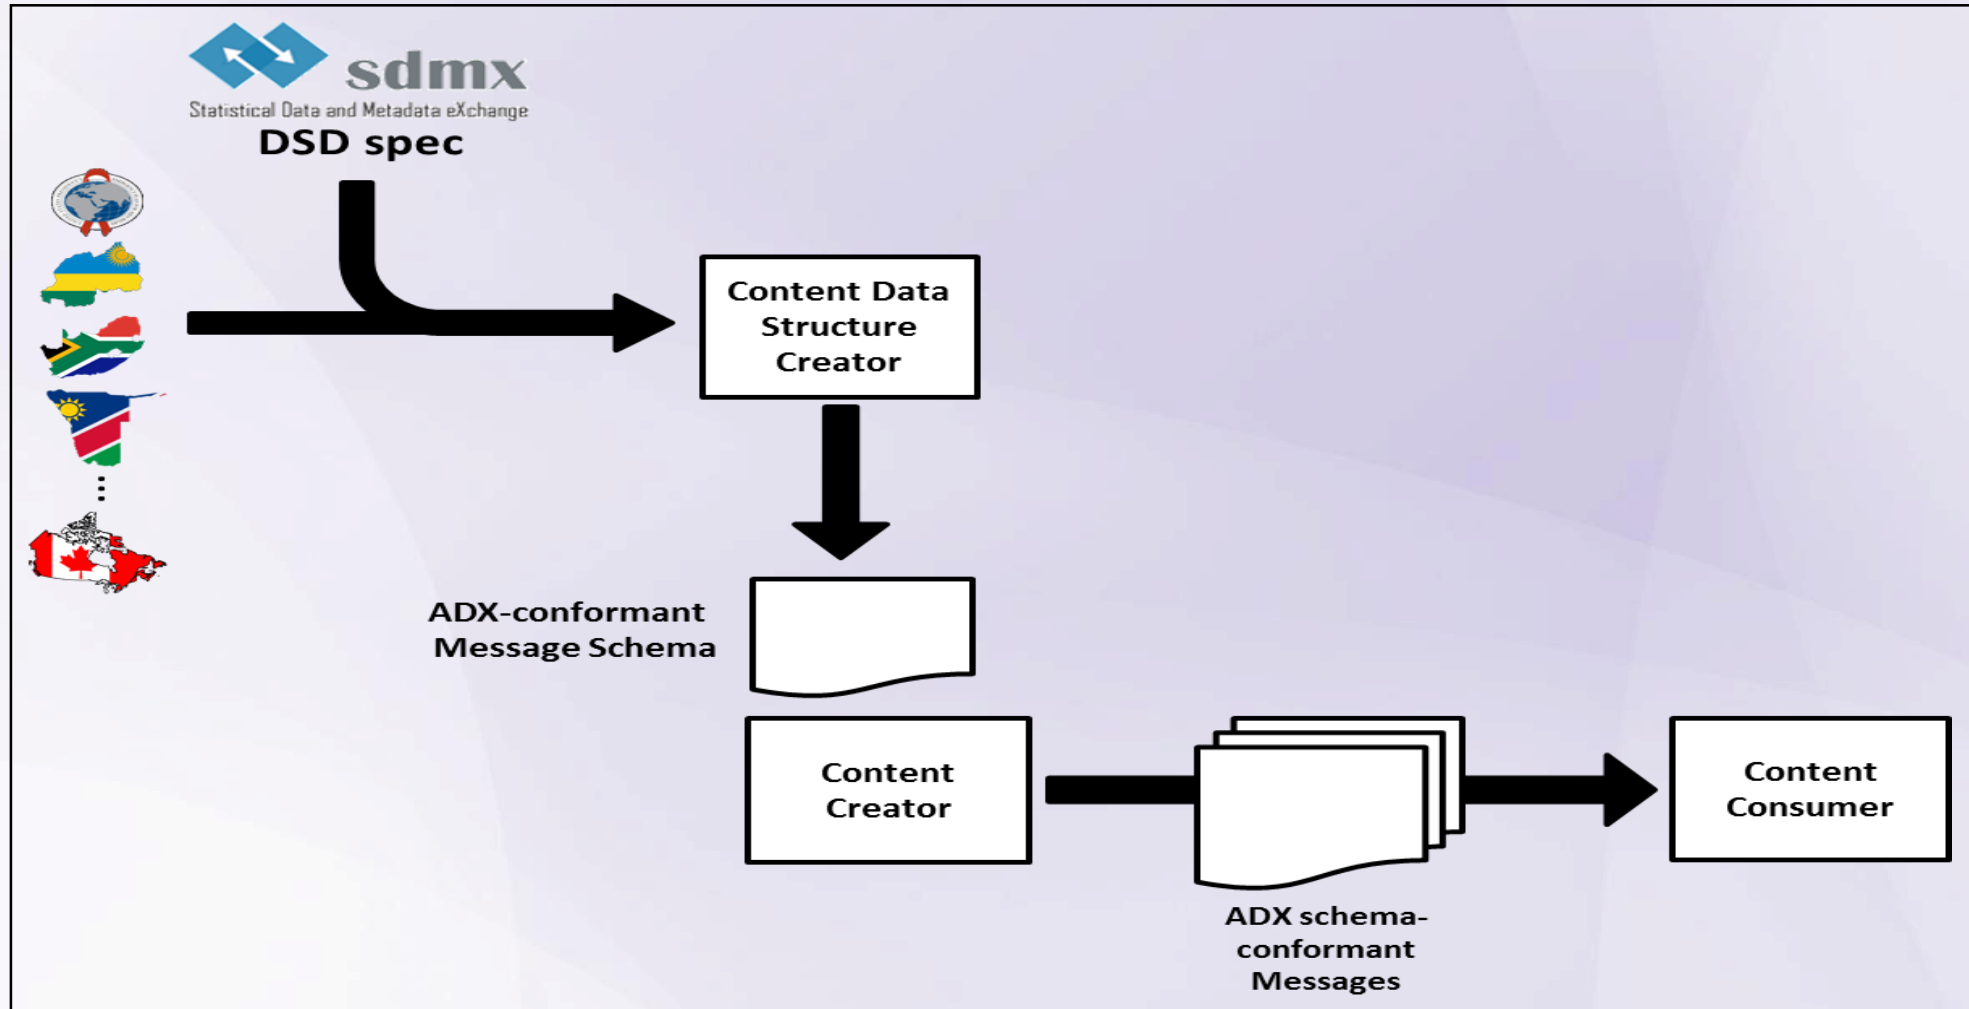 sdmx
Statistical Data and Metadata eXchange
DSD spec
Content Data
Structure
Creator
ADX-conformant
Message Schema
Content
Creator
Content
Consumer
ADX schema-
conformant
Messages